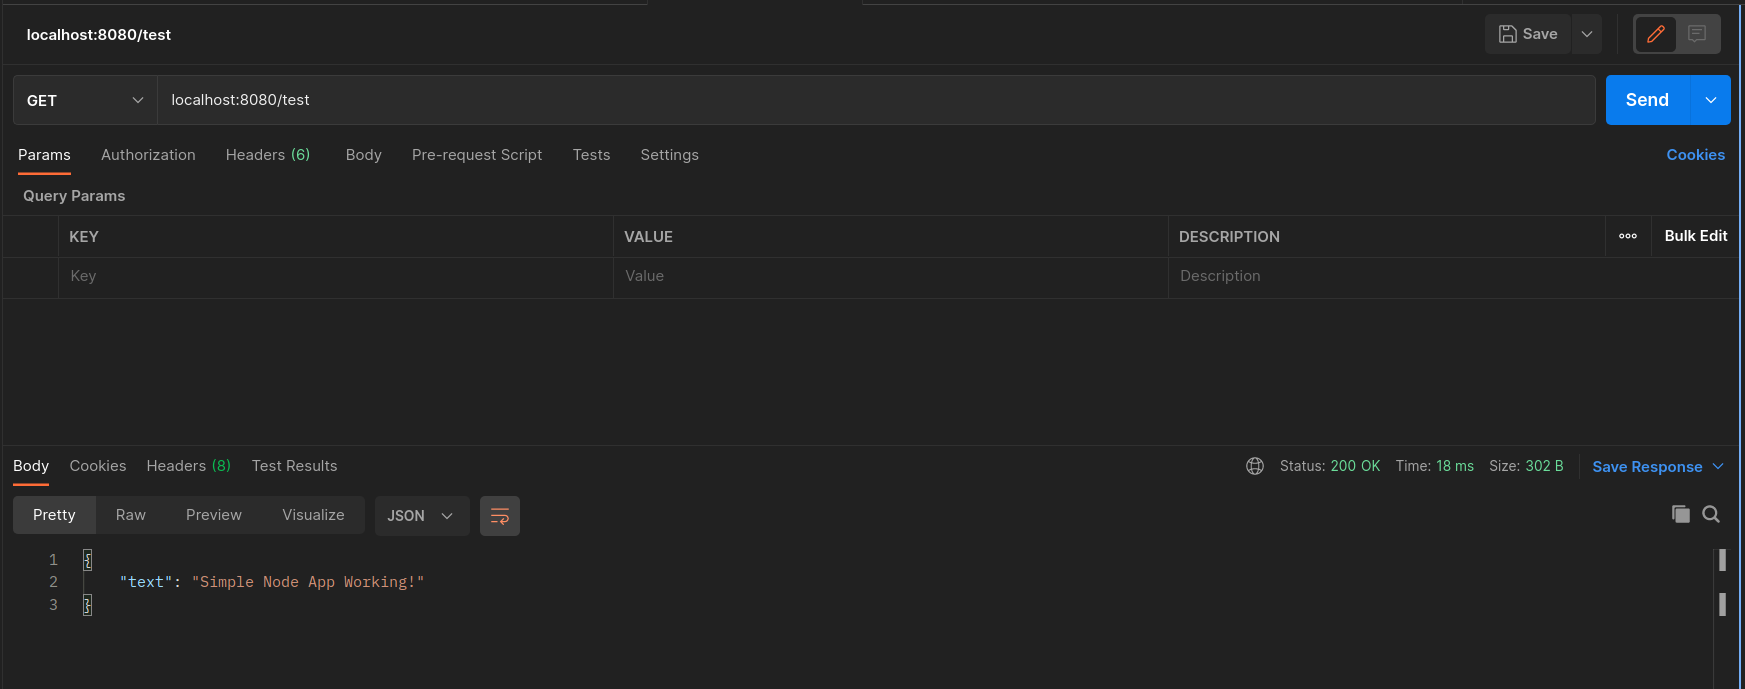 localhost:8080/test
Save
GET localhost:8080/test Send
Params Authorization Headers (6) Body Pre-request Script Tests Settings Cookies
Query Params
KEY VALUE DESCRIPTION Bulk Edit
Key Value Description
Body Cookies Headers (8) Test Results Status: 200 OK Time: 18 ms Size: 302 B Save Response
Pretty Raw Preview Visualize JSON
1 {
2 "text": "Simple Node App Working!"
3 }